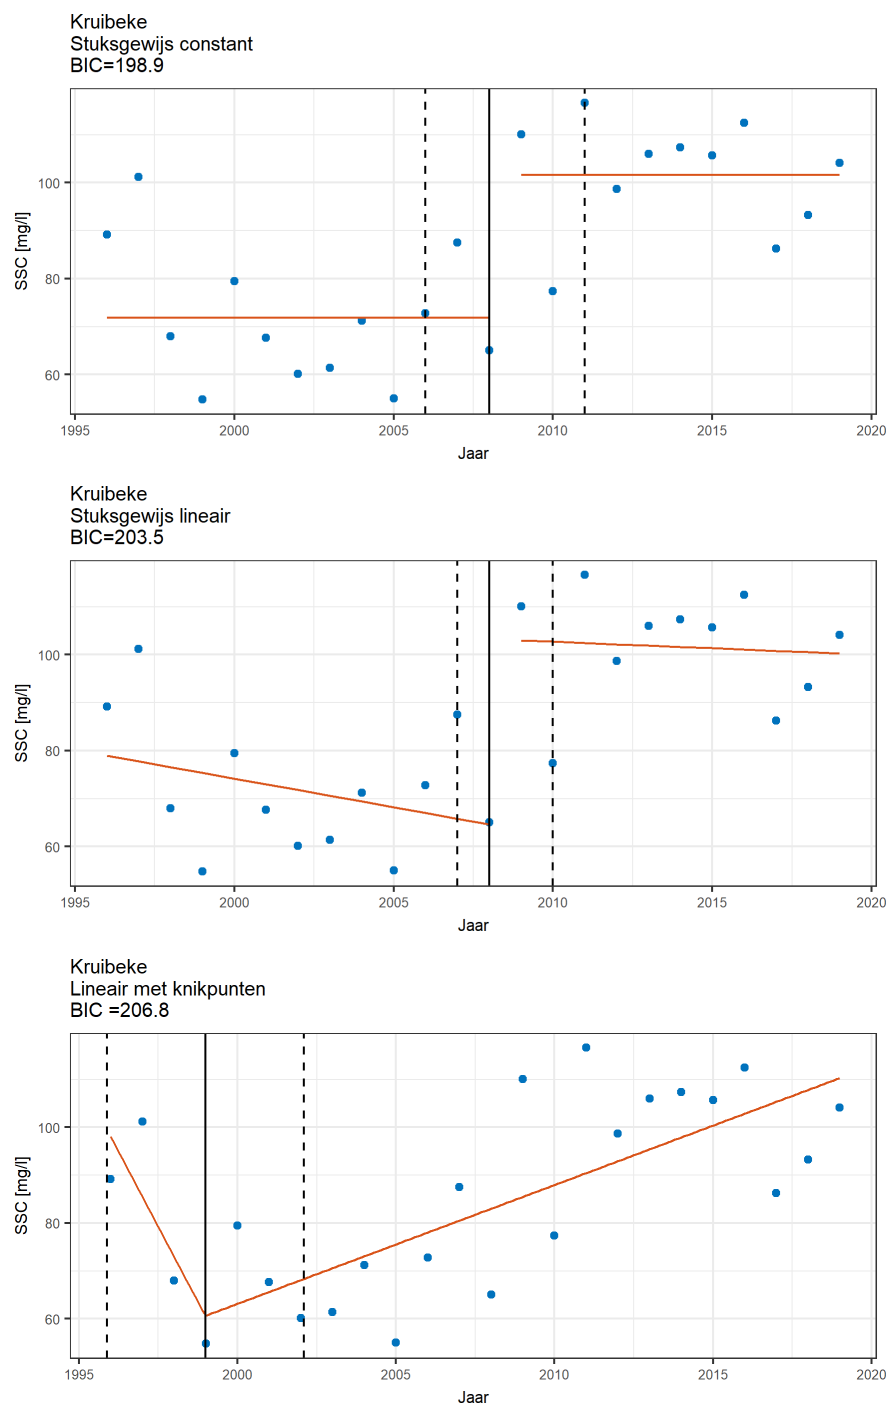 Kruibeke
Stuksgewijs constant
BIC=198.9
100
80
60
SSC [mg/l]
1995 2000 2005 2010 2015 2020
Jaar
Kruibeke
Stuksgewijs lineair
BIC=203.5
100
80
60
SSC [mg/l]
1995 2000 2005 2010 2015 2020
Jaar
Kruibeke
Lineair met knikpunten
BIC =206.8
100
80
60
SSC [mg/l]
1995 2000 2005 2010 2015 2020
Jaar